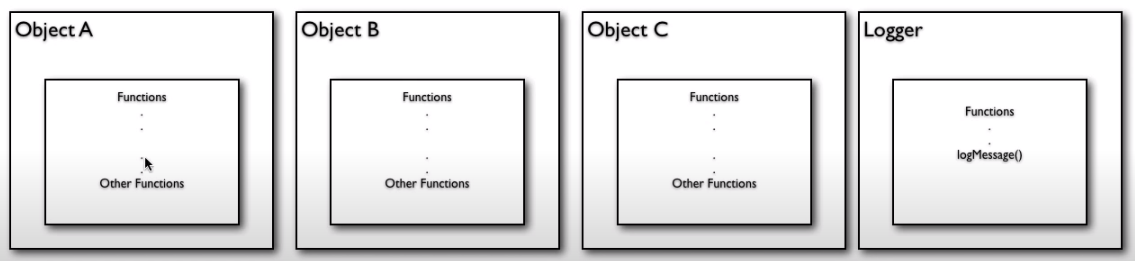 Object A
Functions
.
.
.
.
Other Functions
Object B
Functions
.
.
.
.
Other Functions
Object C
Functions
.
.
.
.
Other Functions
Logger
Functions
.
.
logMessage()